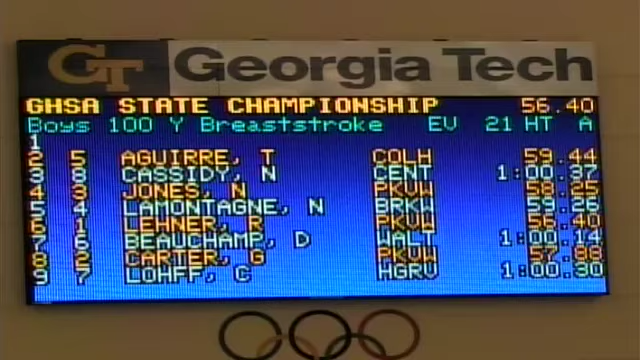 GT Georgia Tech
GHSA STATE CHAMPIONSHIP 56.40
Boys 100 Y Breaststroke EV 21 HT A
1
2 5 AGUIRRE, T COLH 59.44
3 8 CASSIDY, N CENT 1:00.37
4 3 JONES, N PKVW 58.25
5 4 LAMONTAGNE, N BRKW 59.26
6 1 LEHNER, R PKVW 56.40
7 6 BEAUCHAMP, D WALT 1:00.14
8 2 CARTER, G PKVW 57.88
9 7 LOHFF, C HGRV 1:00.30